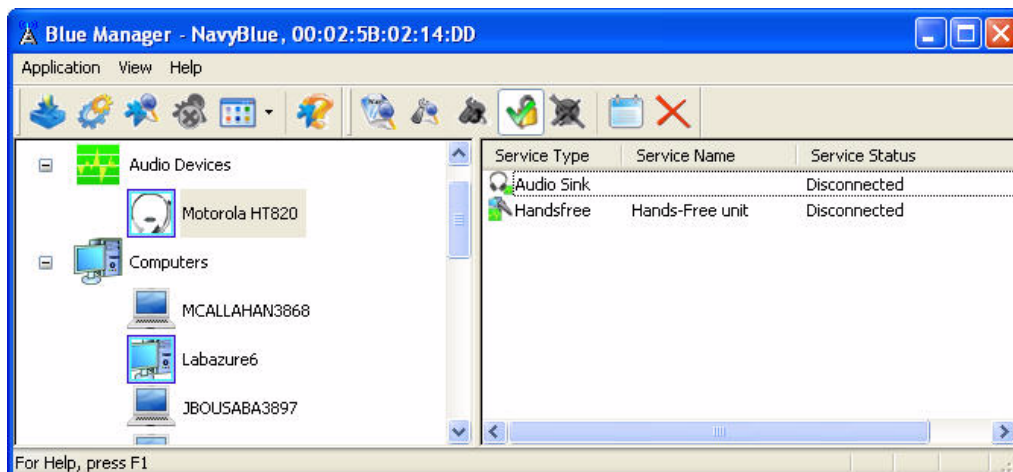 Blue Manager - NavyBlue, 00:02:5B:02:14:DD
Application View Help
Audio Devices
Motorola HT820
Computers
MCALLAHAN3868
Labazure6
JBOUSABA3897
Service Type Service Name Service Status
Audio Sink Disconnected
Handsfree Hands-Free unit Disconnected
For Help, press F1